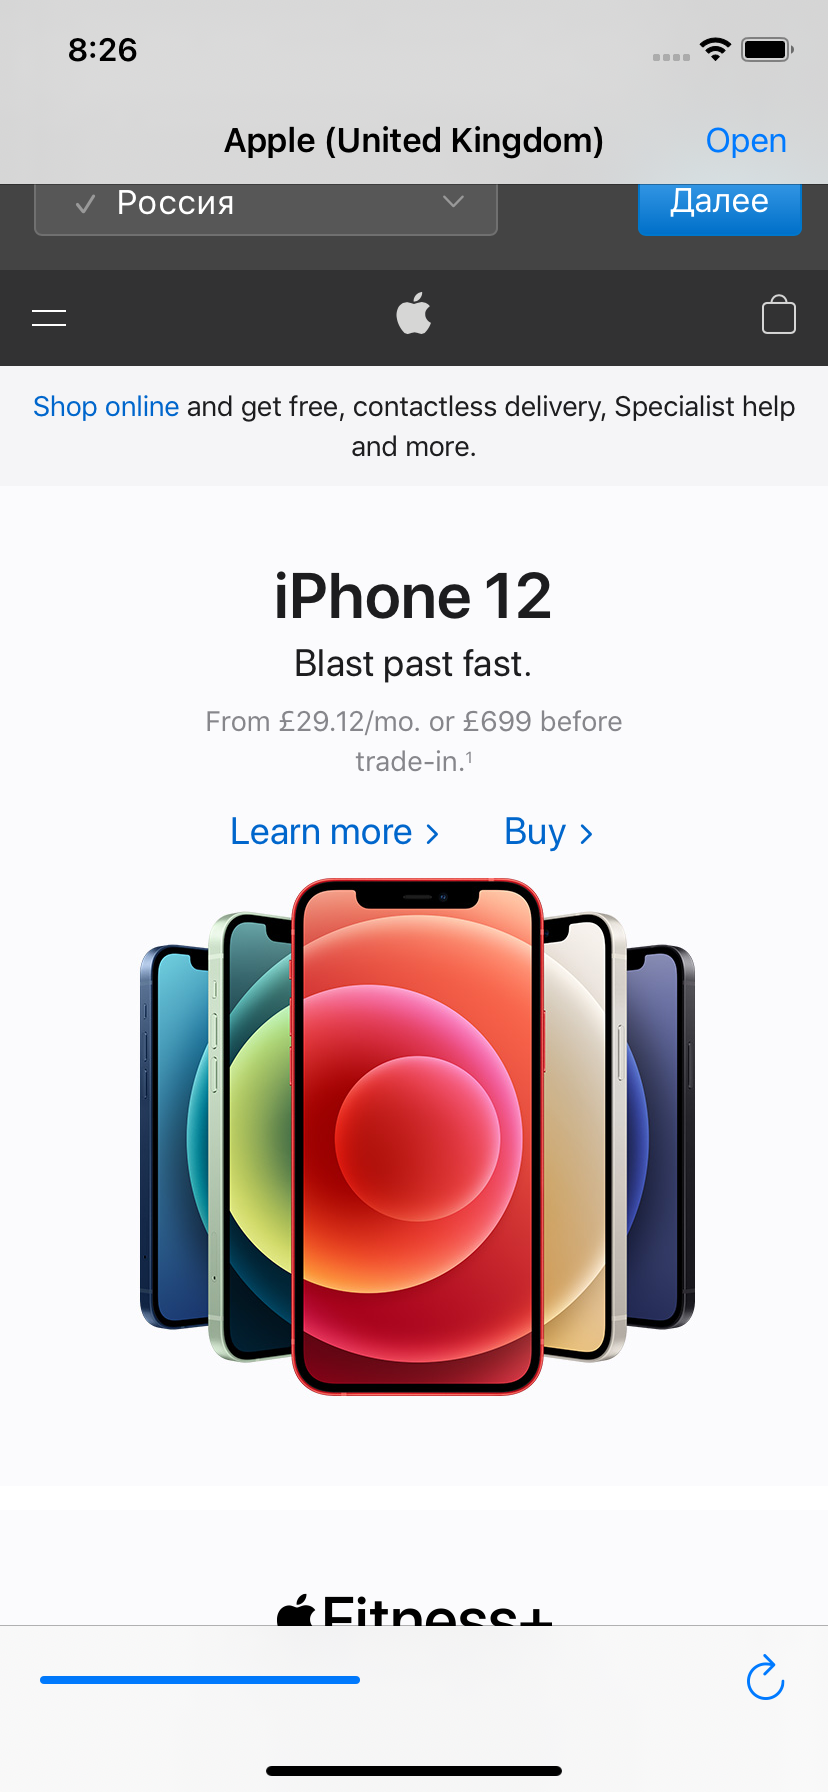 8:26
Apple (United Kingdom)
Open
Россия
Далее
Shop online and get free, contactless delivery, Specialist help
and more.
iPhone 12
Blast past fast.
From £29.12/mo. or £699 before
trade-in.¹
Learn more >
Buy >
Fitness+